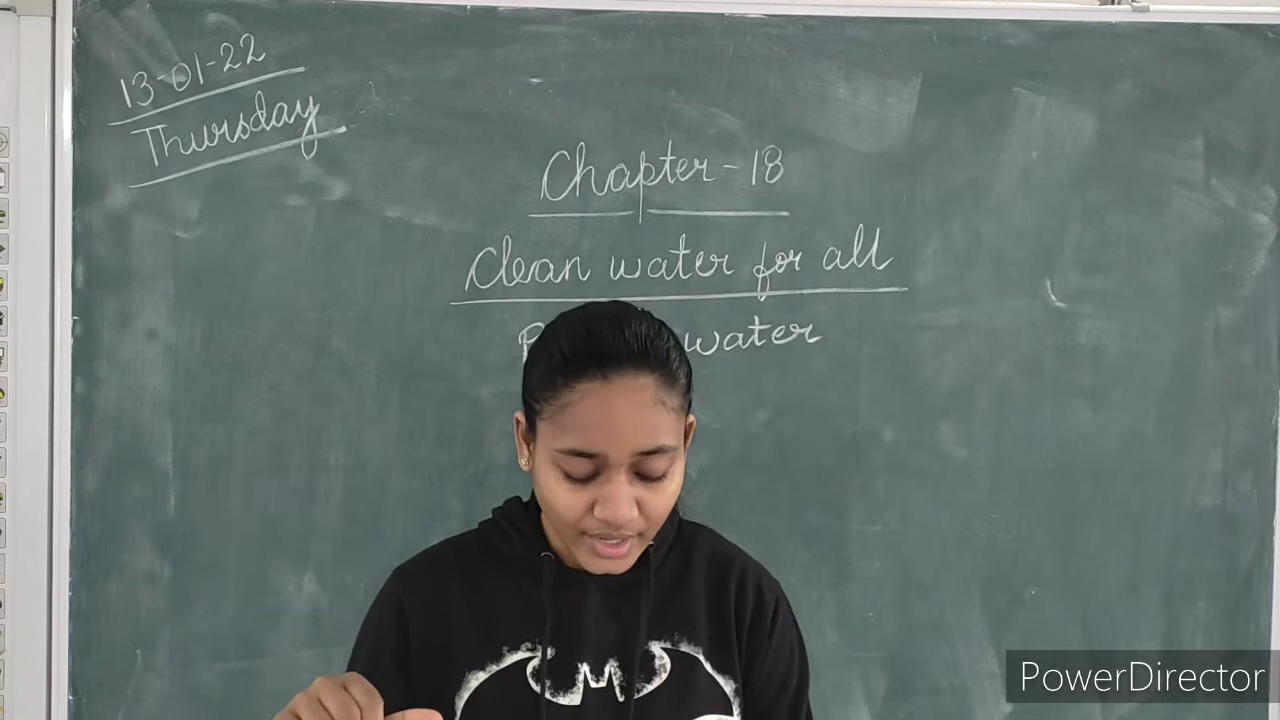 13-01-22
Thursday
Chapter-18
Clean water for all
water
PowerDirector